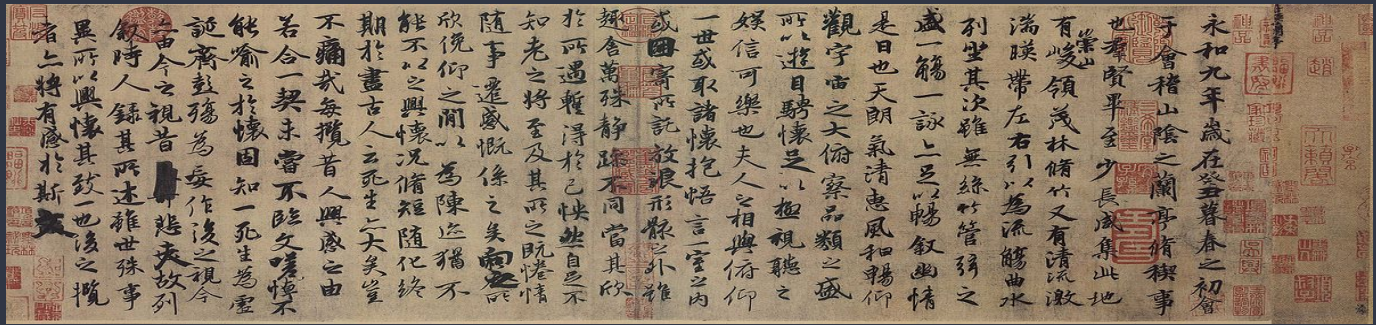 永和九年歲在癸丑暮春之初會
于會稽山陰之蘭亭脩稧事
也羣賢畢至少長咸集此地
有崇山峻領茂林脩竹又有清流激
湍暎帶左右引以為流觴曲水
列坐其次雖無絲竹管弦之
盛一觴一詠亦足以暢敘幽情
是日也天朗氣清惠風和暢仰
觀宇宙之大俯察品類之盛
所以遊目騁懷足以極視聽之
娛信可樂也夫人之相與俯仰
一世或取諸懷抱悟言一室之內
或因寄所託放浪形骸之外雖
趣舍萬殊靜躁不同當其欣
於所遇暫得於己怏然自足不
知老之將至及其所之既惓情
隨事遷感慨係之矣向之所
欣俛仰之閒以為陳迹猶不
能不以之興懷況脩短隨化終
期於盡古人云死生亦大矣豈
不痛哉每攬昔人興感之由
若合一契未嘗不臨文嗟悼不
能喻之於懷固知一死生為虛
誕齊彭殤為妄作後之視今
亦由今之視昔悲夫故列
敘時人錄其所述雖世殊事
異所以興懷其致一也後之攬
者亦將有感於斯文